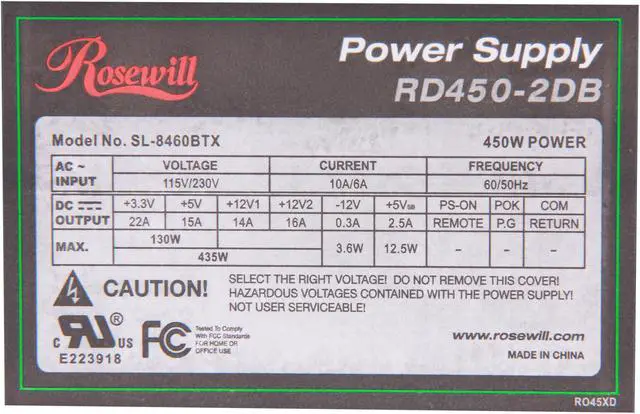 Rosewill
Power Supply
RD450-2DB
Model No. SL-8460BTX 450W POWER
AC ~ INPUT VOLTAGE CURRENT FREQUENCY
115V/230V 10A/6A 60/50Hz
DC OUTPUT +3.3V +5V +12V1 +12V2 -12V +5VSB PS-ON POK COM
22A 15A 14A 16A 0.3A 2.5A REMOTE P.G RETURN
MAX. 130W 3.6W 12.5W – – –
435W
CAUTION!
SELECT THE RIGHT VOLTAGE! DO NOT REMOVE THIS COVER!
HAZARDOUS VOLTAGES CONTAINED WITH THE POWER SUPPLY!
NOT USER SERVICEABLE!
C RU ® US
E223918
FC
Tested To Comply
With FCC Standards
FOR HOME OR
OFFICE USE
www.rosewill.com
MADE IN CHINA
RO45XD